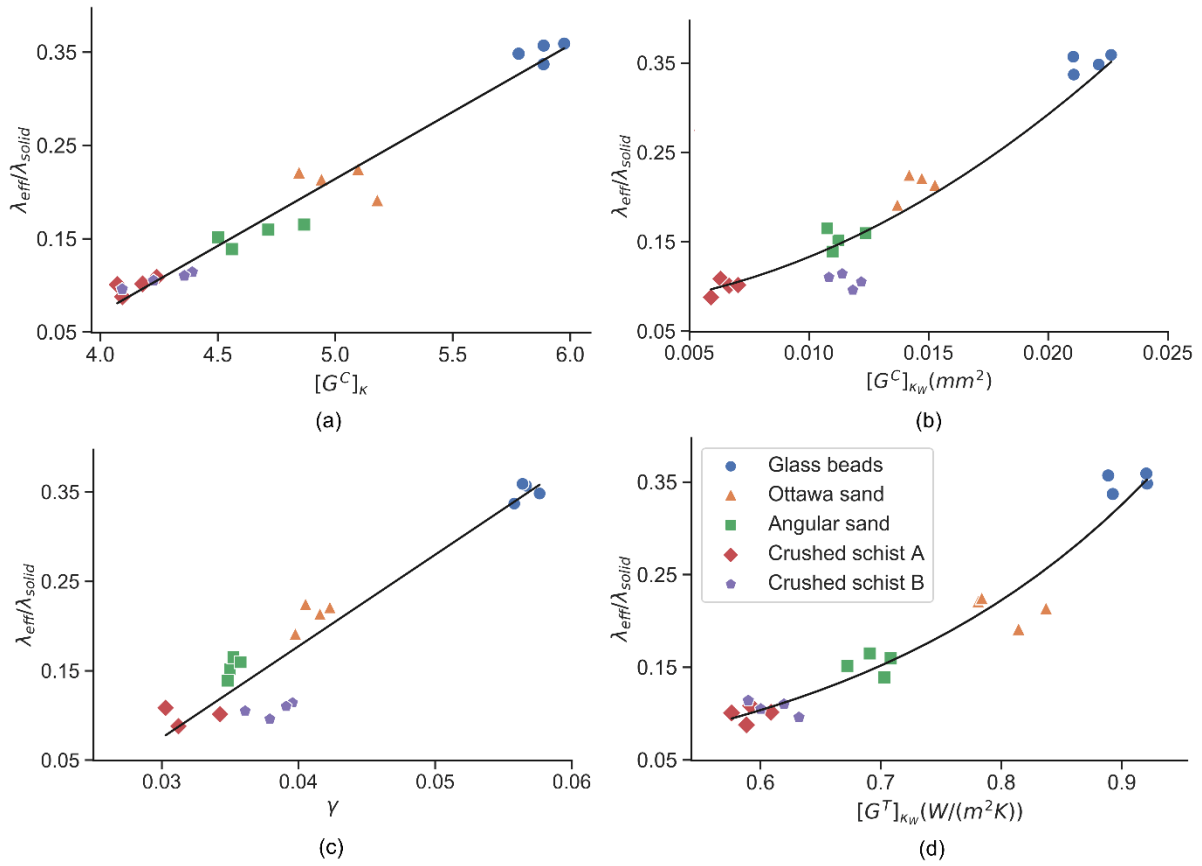 0.35
0.25
0.15
0.05
λeff/λsolid
4.0 4.5 5.0 5.5 6.0
[G^C]κ
(a)
0.35
0.25
0.15
0.05
λeff/λsolid
0.005 0.010 0.015 0.020 0.025
[G^C]κw(mm²)
(b)
0.35
0.25
0.15
0.05
λeff/λsolid
0.03 0.04 0.05 0.06
γ
(c)
Glass beads
Ottawa sand
Angular sand
Crushed schist A
Crushed schist B
0.35
0.25
0.15
0.05
λeff/λsolid
0.6 0.7 0.8 0.9
[G^T]κw(W/(m²K))
(d)